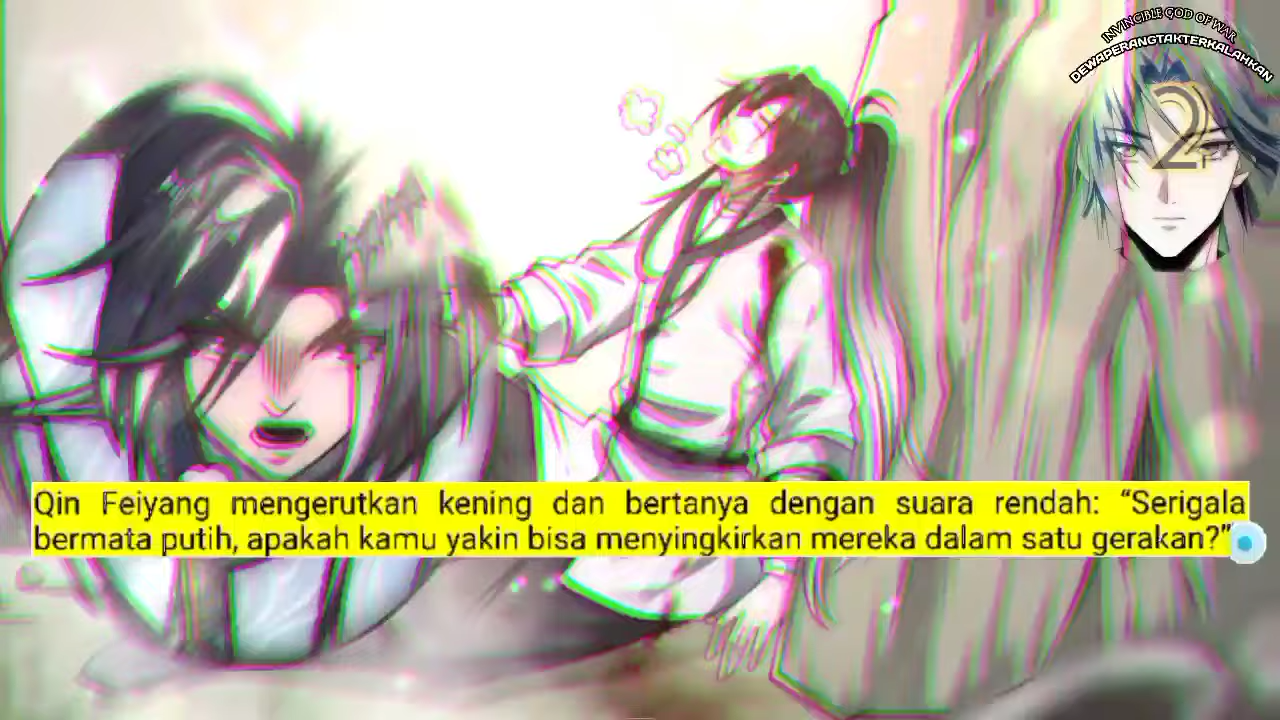 INVINCIBLE GOD OF WAR
DEWAPERANGTAKTERKALAHKAN
2
Qin Feiyang mengerutkan kening dan bertanya dengan suara rendah: “Serigala
bermata putih, apakah kamu yakin bisa menyingkirkan mereka dalam satu gerakan?”